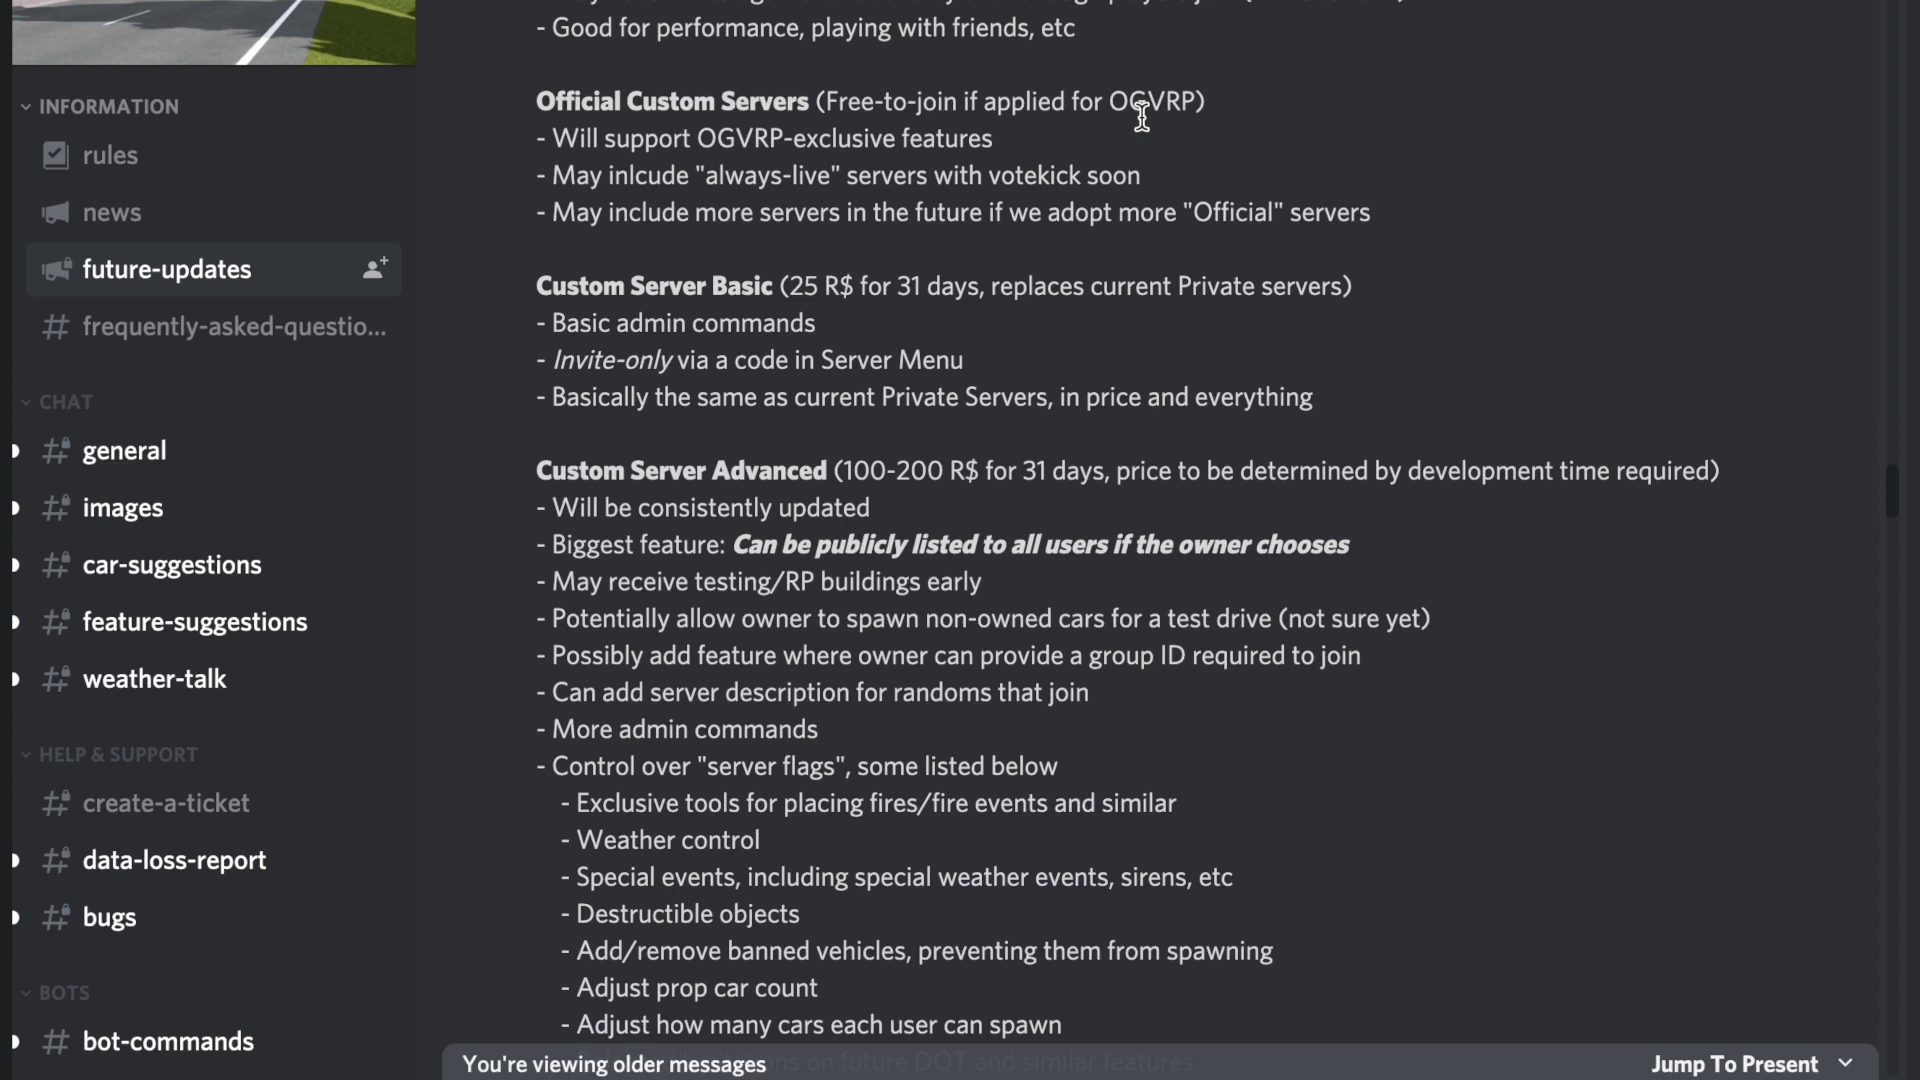 - Good for performance, playing with friends, etc
INFORMATION
rules
news
future-updates
frequently-asked-questio...
CHAT
general
images
car-suggestions
feature-suggestions
weather-talk
HELP & SUPPORT
create-a-ticket
data-loss-report
bugs
BOTS
bot-commands
Official Custom Servers (Free-to-join if applied for OGVRP)
- Will support OGVRP-exclusive features
- May inlcude "always-live" servers with votekick soon
- May include more servers in the future if we adopt more "Official" servers
Custom Server Basic (25 R$ for 31 days, replaces current Private servers)
- Basic admin commands
- Invite-only via a code in Server Menu
- Basically the same as current Private Servers, in price and everything
Custom Server Advanced (100-200 R$ for 31 days, price to be determined by development time required)
- Will be consistently updated
- Biggest feature: Can be publicly listed to all users if the owner chooses
- May receive testing/RP buildings early
- Potentially allow owner to spawn non-owned cars for a test drive (not sure yet)
- Possibly add feature where owner can provide a group ID required to join
- Can add server description for randoms that join
- More admin commands
- Control over "server flags", some listed below
- Exclusive tools for placing fires/fire events and similar
- Weather control
- Special events, including special weather events, sirens, etc
- Destructible objects
- Add/remove banned vehicles, preventing them from spawning
- Adjust prop car count
- Adjust how many cars each user can spawn
on future DOT and similar features
You're viewing older messages
Jump To Present